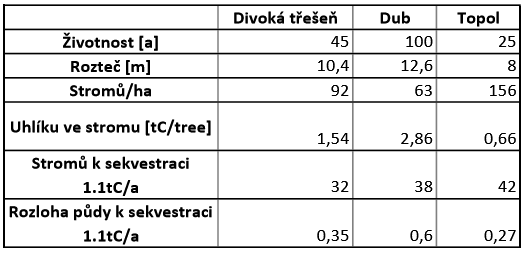 Divoká třešeň Dub Topol
Životnost [a] 45 100 25
Rozteč [m] 10,4 12,6 8
Stromů/ha 92 63 156
Uhlíku ve stromu [tC/tree] 1,54 2,86 0,66
Stromů k sekvestraci
1.1tC/a 32 38 42
Rozloha půdy k sekvestraci
1.1tC/a 0,35 0,6 0,27